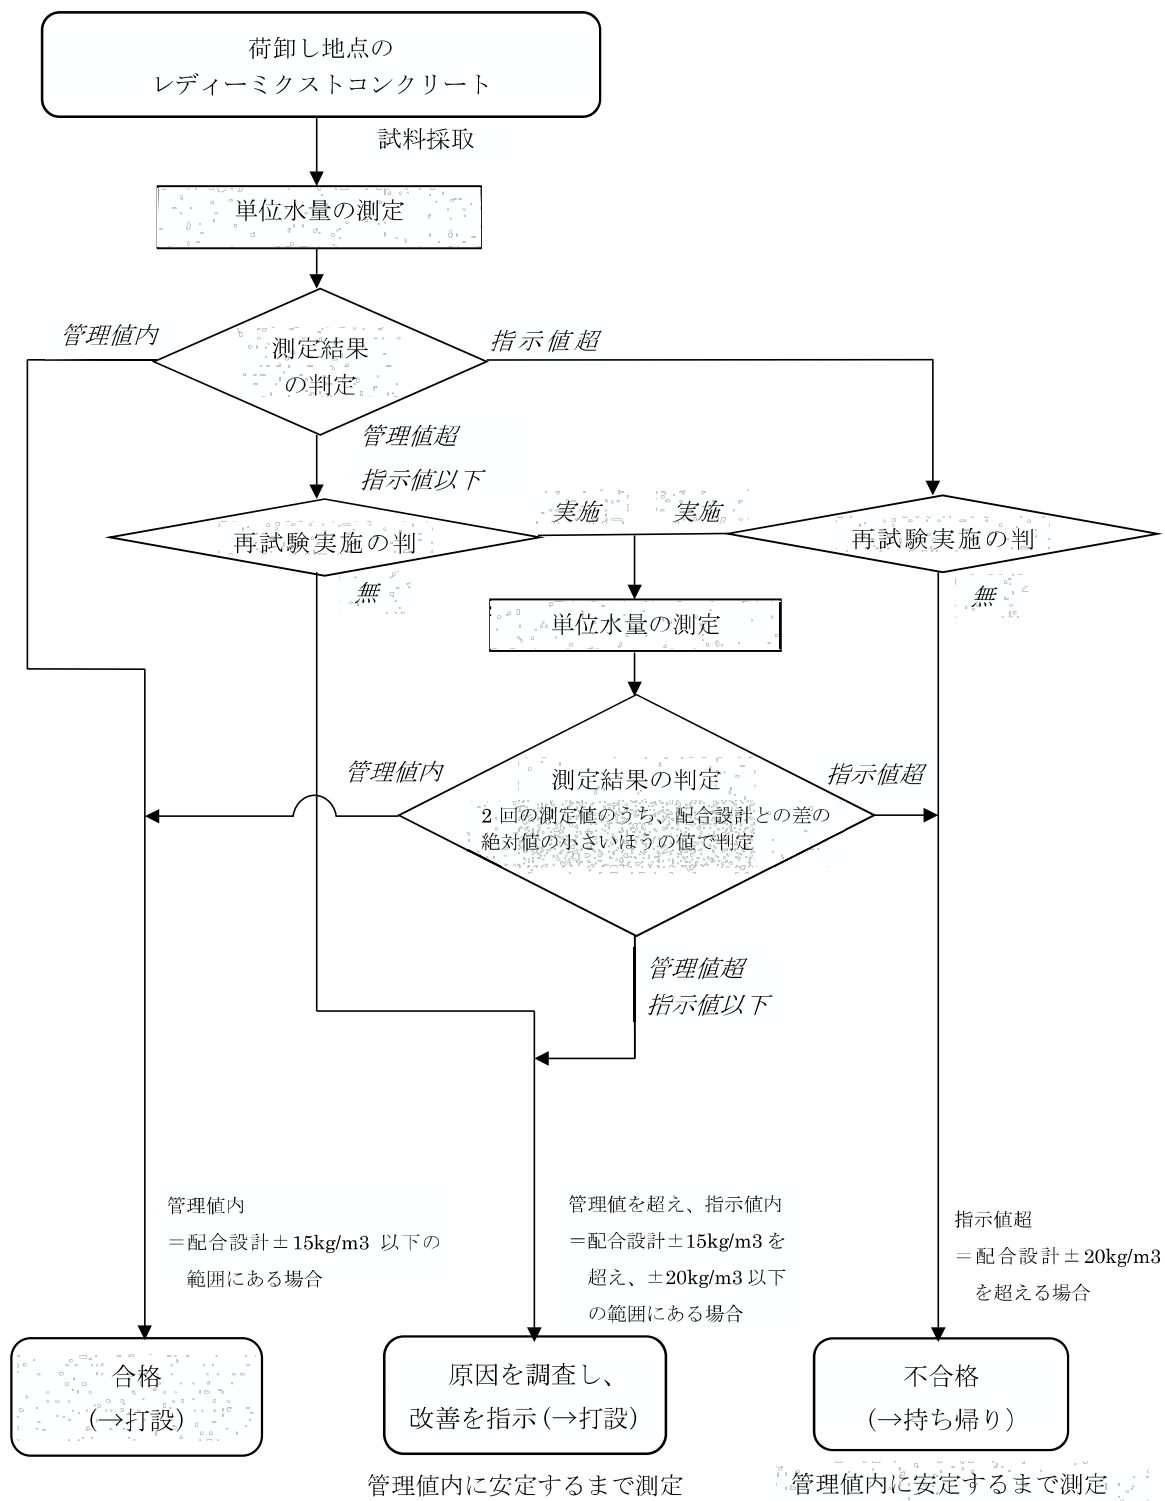 荷卸し地点の
レディーミクストコンクリート
試料採取
単位水量の測定
管理値内
測定結果
の判定
指示値超
管理値超
指示値以下
再試験実施の判
実施
実施
再試験実施の判
無
無
単位水量の測定
管理値内
測定結果の判定
2回の測定値のうち、配合設計との差の
絶対値の小さいほうの値で判定
指示値超
管理値超
指示値以下
管理値内
＝配合設計±15kg/m3 以下の
範囲にある場合
管理値を超え、指示値内
＝配合設計±15kg/m3を
超え、±20kg/m3以下
の範囲にある場合
指示値超
＝配合設計±20kg/m3
を超える場合
合格
(→打設)
原因を調査し、
改善を指示(→打設)
不合格
(→持ち帰り)
管理値内に安定するまで測定
管理値内に安定するまで測定